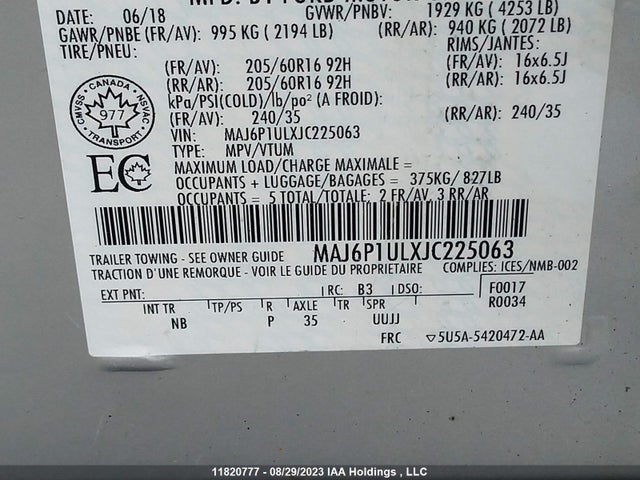 MFD. BY FORD MOTOR
DATE: 06/18 GVWR/PNBV: 1929 KG ( 4253 LB)
GAWR/PNBE (FR/AV): 995 KG ( 2194 LB) (RR/AR): 940 KG ( 2072 LB)
TIRE/PNEU: RIMS/JANTES:
(FR/AV): 205/60R16 92H (FR/AV): 16x6.5J
(RR/AR): 205/60R16 92H (RR/AR): 16x6.5J
kPa/PSI(COLD)/lb/po² (A FROID):
(FR/AV): 240/35 (RR/AR): 240/35
CMVSS CANADA NSVAC
977
TRANSPORT
VIN: MAJ6P1ULXJC225063
TYPE: MPV/VTUM
EC
MAXIMUM LOAD/CHARGE MAXIMALE =
OCCUPANTS + LUGGAGE/BAGAGES = 375KG/ 827LB
OCCUPANTS = 5 TOTAL/TOTALE: 2 FR/AV, 3 RR/AR
TRAILER TOWING - SEE OWNER GUIDE MAJ6P1ULXJC225063
TRACTION D'UNE REMORQUE - VOIR LE GUIDE DU PROPRIETAIRE COMPLIES: ICES/NMB-002
EXT PNT: RC: B3 DSO: F0017
R0034
INT TR TP/PS R AXLE TR SPR
NB P 35 UUJJ
FRC 5U5A-5420472-AA
11820777 - 08/29/2023 IAA Holdings , LLC